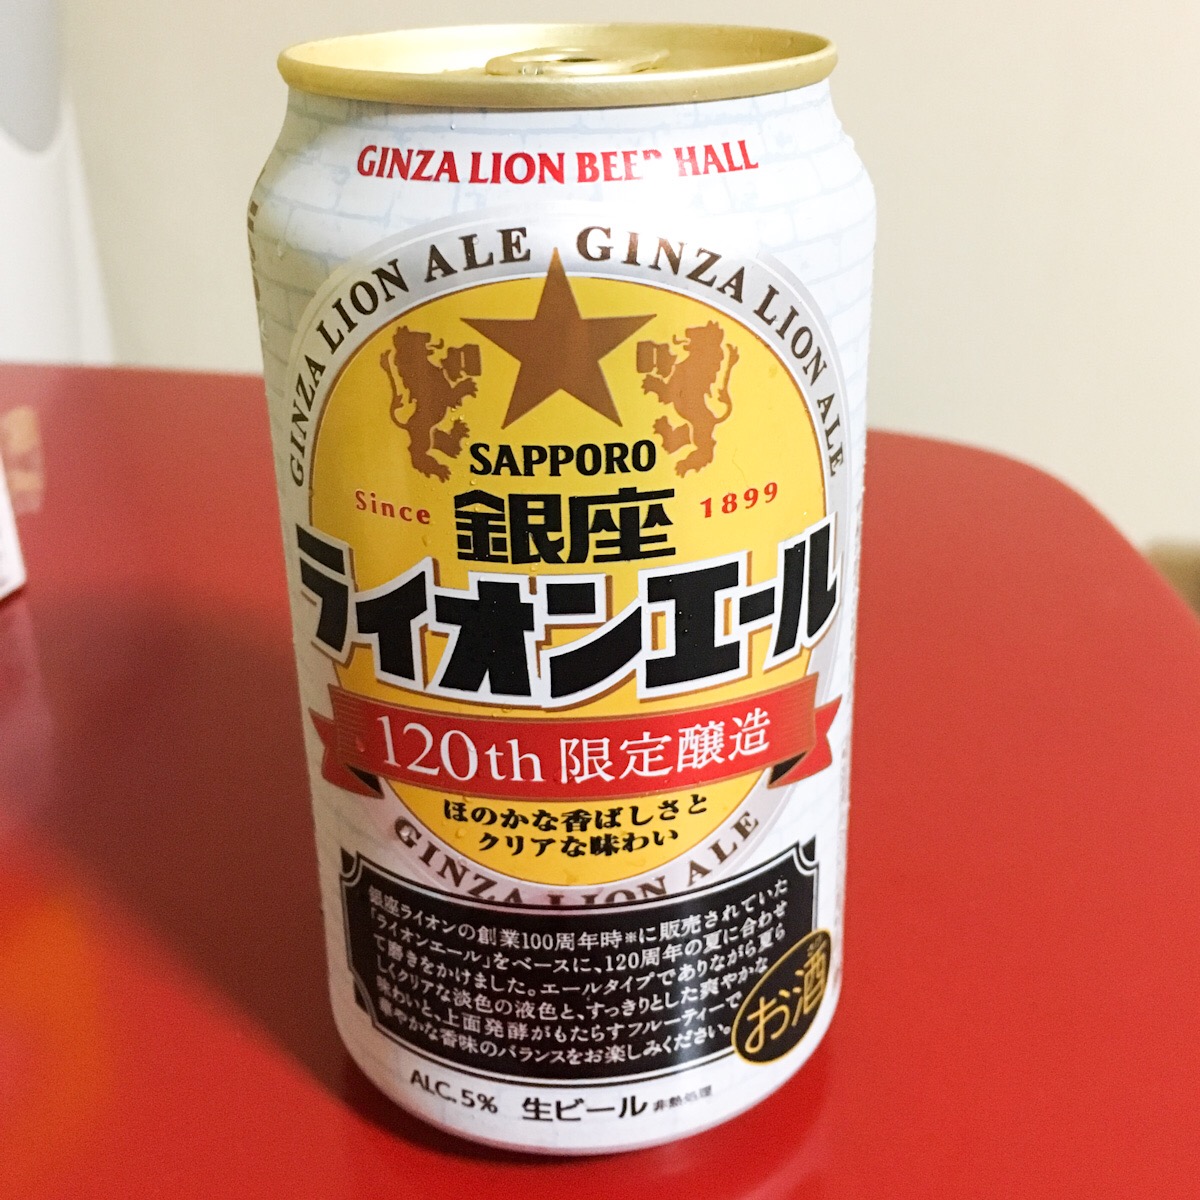 GINZA LION BEER HALL
GINZA LION ALE GINZA LION ALE
SAPPORO
Since 1899
銀座
ライオンエール
120th 限定醸造
ほのかな香ばしさと
クリアな味わい
GINZA LION ALE
銀座ライオンの創業100周年時※に販売されていた
「ライオンエール」をベースに、120周年の夏に合わせ
て磨きをかけました。エールタイプでありながら夏ら
しくクリアな淡色の液色と、すっきりとした爽やかな
味わいと、上面発酵がもたらすフルーティーで
華やかな香味のバランスをお楽しみください。
お酒
ALC.5% 生ビール 非熱処理